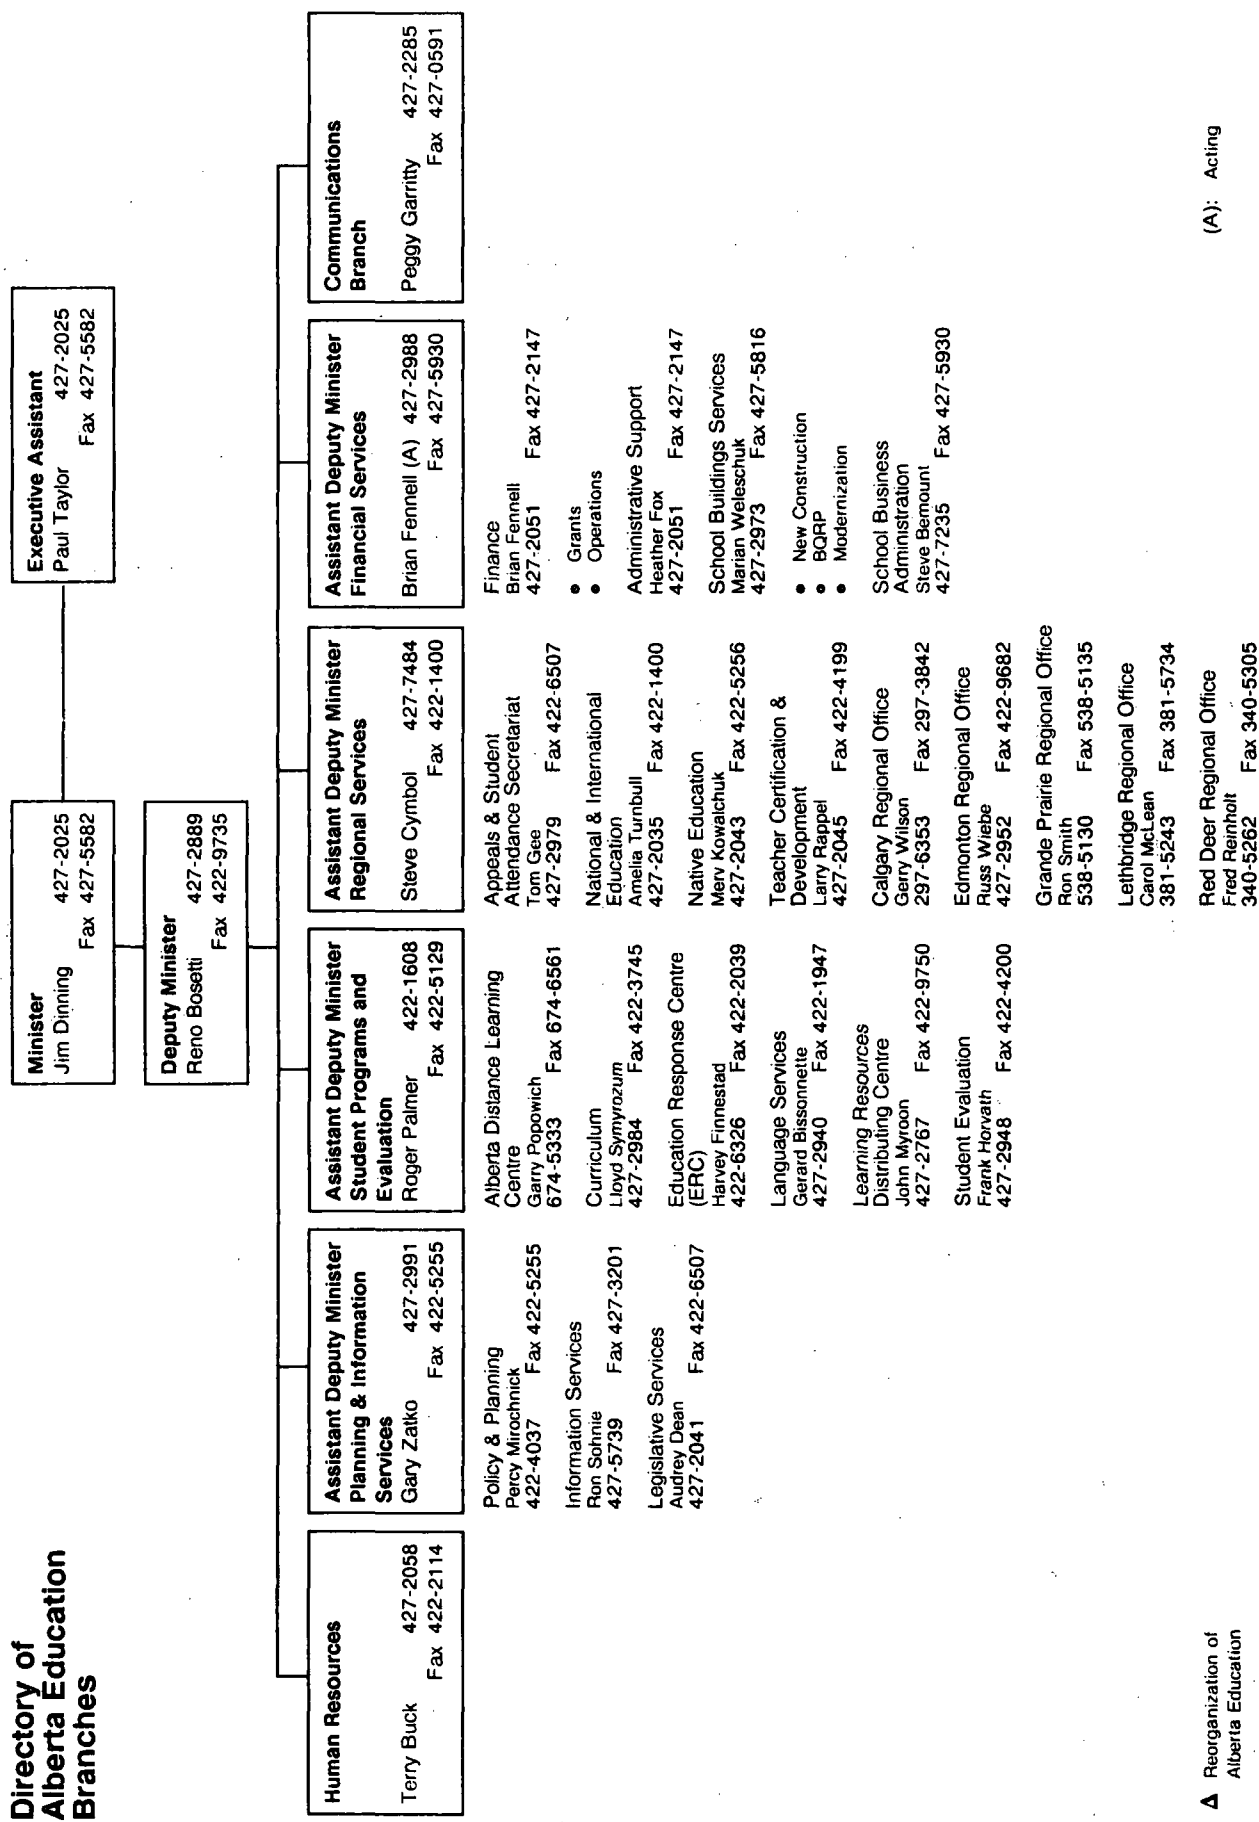 Directory of
Alberta Education
Branches
Minister
Jim Dinning 427-2025
Fax 427-5582
Executive Assistant
Paul Taylor 427-2025
Fax 427-5582
Deputy Minister
Reno Bosetti 427-2889
Fax 422-9735
Human Resources
Terry Buck 427-2058
Fax 422-2114
Assistant Deputy Minister
Planning & Information
Services
Gary Zatko 427-2991
Fax 422-5255
Policy & Planning
Percy Mirochnick
422-4037 Fax 422-5255
Information Services
Ron Sohnie
427-5739 Fax 427-3201
Legislative Services
Audrey Dean
427-2041 Fax 422-6507
Assistant Deputy Minister
Student Programs and
Evaluation
Roger Palmer 422-1608
Fax 422-5129
Alberta Distance Learning
Centre
Garry Popowich
674-5333 Fax 674-6561
Curriculum
Lloyd Symyrozum
427-2984 Fax 422-3745
Education Response Centre
(ERC)
Harvey Finnestad
422-6326 Fax 422-2039
Language Services
Gerard Bissonnette
427-2940 Fax 422-1947
Learning Resources
Distributing Centre
John Myroon
427-2767 Fax 422-9750
Student Evaluation
Frank Horvath
427-2948 Fax 422-4200
Assistant Deputy Minister
Regional Services
Steve Cymbol 427-7484
Fax 422-1400
Appeals & Student
Attendance Secretariat
Tom Gee
427-2979 Fax 422-6507
National & International
Education
Amelia Turnbull
427-2035 Fax 422-1400
Native Education
Merv Kowalchuk
427-2043 Fax 422-5256
Teacher Certification &
Development
Larry Rappel
427-2045 Fax 422-4199
Calgary Regional Office
Gerry Wilson
297-6353 Fax 297-3842
Edmonton Regional Office
Russ Wiebe
427-2952 Fax 422-9682
Grande Prairie Regional Office
Ron Smith
538-5130 Fax 538-5135
Lethbridge Regional Office
Carol McLean
381-5243 Fax 381-5734
Red Deer Regional Office
Fred Reinholt
340-5262 Fax 340-5305
Assistant Deputy Minister
Financial Services
Brian Fennell (A) 427-2988
Fax 427-5930
Finance
Brian Fennell
427-2051 Fax 427-2147
• Grants
• Operations
Administrative Support
Heather Fox
427-2051 Fax 427-2147
School Buildings Services
Marian Weleschuk
427-2973 Fax 427-5816
• New Construction
• BQRP
• Modernization
School Business
Administration
Steve Bemount
427-7235 Fax 427-5930
Communications
Branch
Peggy Garritty 427-2285
Fax 427-0591
Δ Reorganization of
Alberta Education
(A): Acting